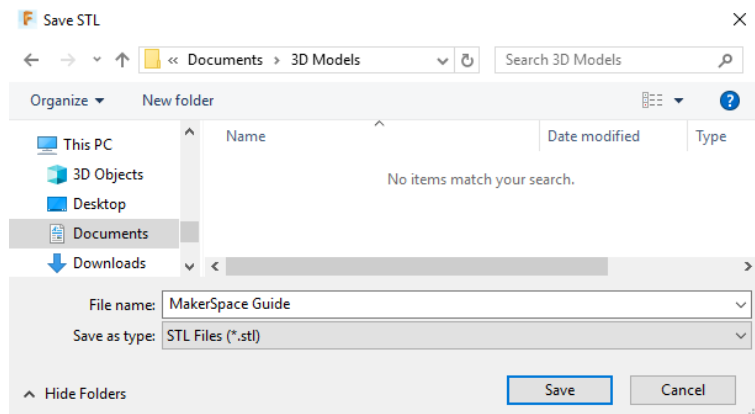 Save STL
« Documents › 3D Models
Search 3D Models
Organize
New folder
?
This PC
3D Objects
Desktop
Documents
Downloads
Name
Date modified
Type
No items match your search.
File name: MakerSpace Guide
Save as type: STL Files (*.stl)
Hide Folders
Save
Cancel